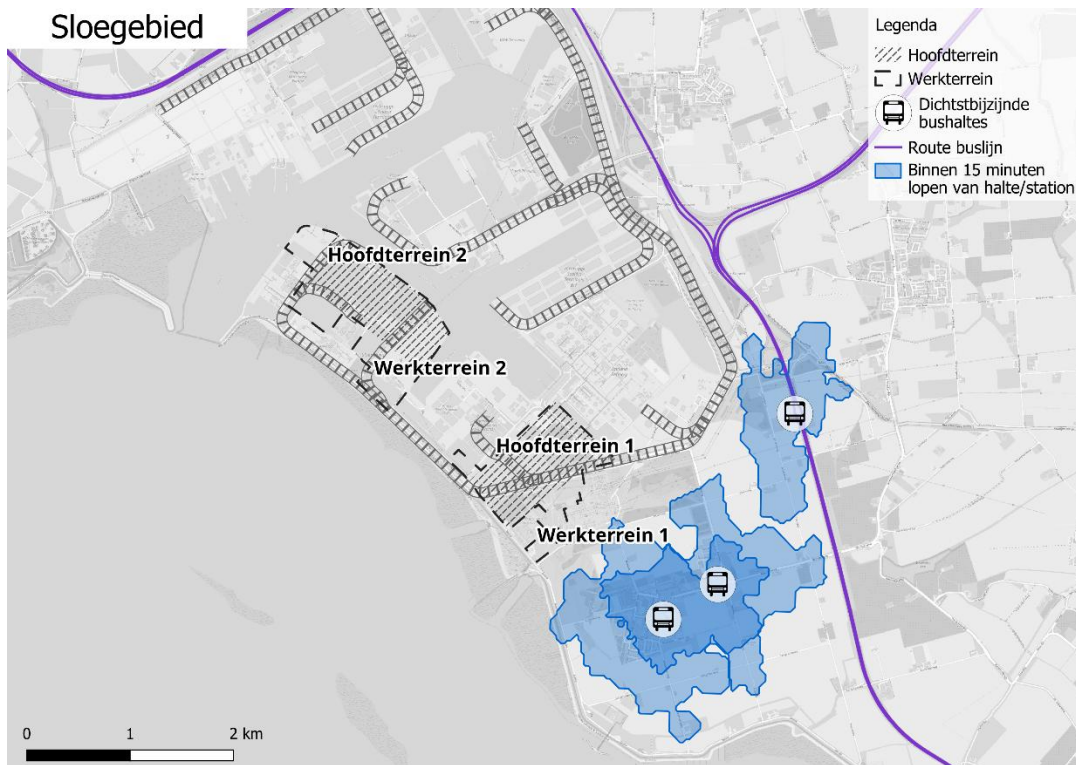 Sloegebied
Legenda
Hoofdterrein
Werkterrein
Dichtstbijzijnde
bushaltes
Route buslijn
Binnen 15 minuten
lopen van halte/station
Hoofdterrein 2
Werkterrein 2
Hoofdterrein 1
Werkterrein 1
0 1 2 km